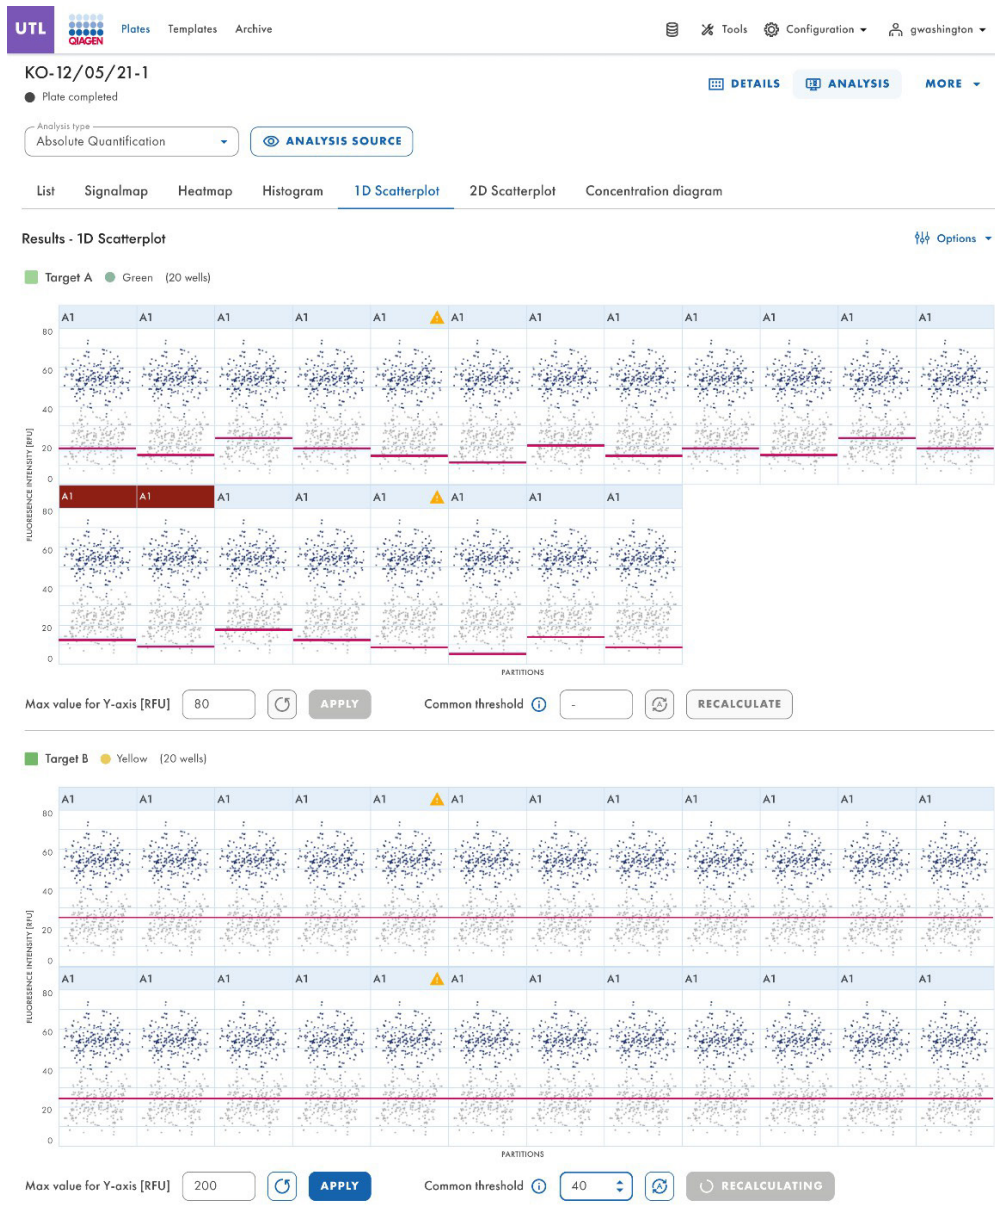 UTL QIAGEN Plates Templates Archive Tools Configuration gwashington
KO-12/05/21-1
Plate completed
DETAILS ANALYSIS MORE
Analysis type
Absolute Quantification
ANALYSIS SOURCE
List Signalmap Heatmap Histogram 1D Scatterplot 2D Scatterplot Concentration diagram
Results - 1D Scatterplot
Options
Target A Green (20 wells)
A1 A1 A1 A1 A1 A1 A1 A1 A1 A1 A1 A1
80
60
40
20
0
FLUORESENCE INTENSITY [RFU]
A1 A1 A1 A1 A1 A1 A1 A1
80
60
40
20
0
PARTITIONS
Max value for Y-axis [RFU] 80 APPLY Common threshold - A RECALCULATE
Target B Yellow (20 wells)
A1 A1 A1 A1 A1 A1 A1 A1 A1 A1 A1 A1
80
60
40
20
0
FLUORESENCE INTENSITY [RFU]
A1 A1 A1 A1 A1 A1 A1 A1 A1 A1 A1 A1
80
60
40
20
0
PARTITIONS
Max value for Y-axis [RFU] 200 APPLY Common threshold 40 A RECALCULATING